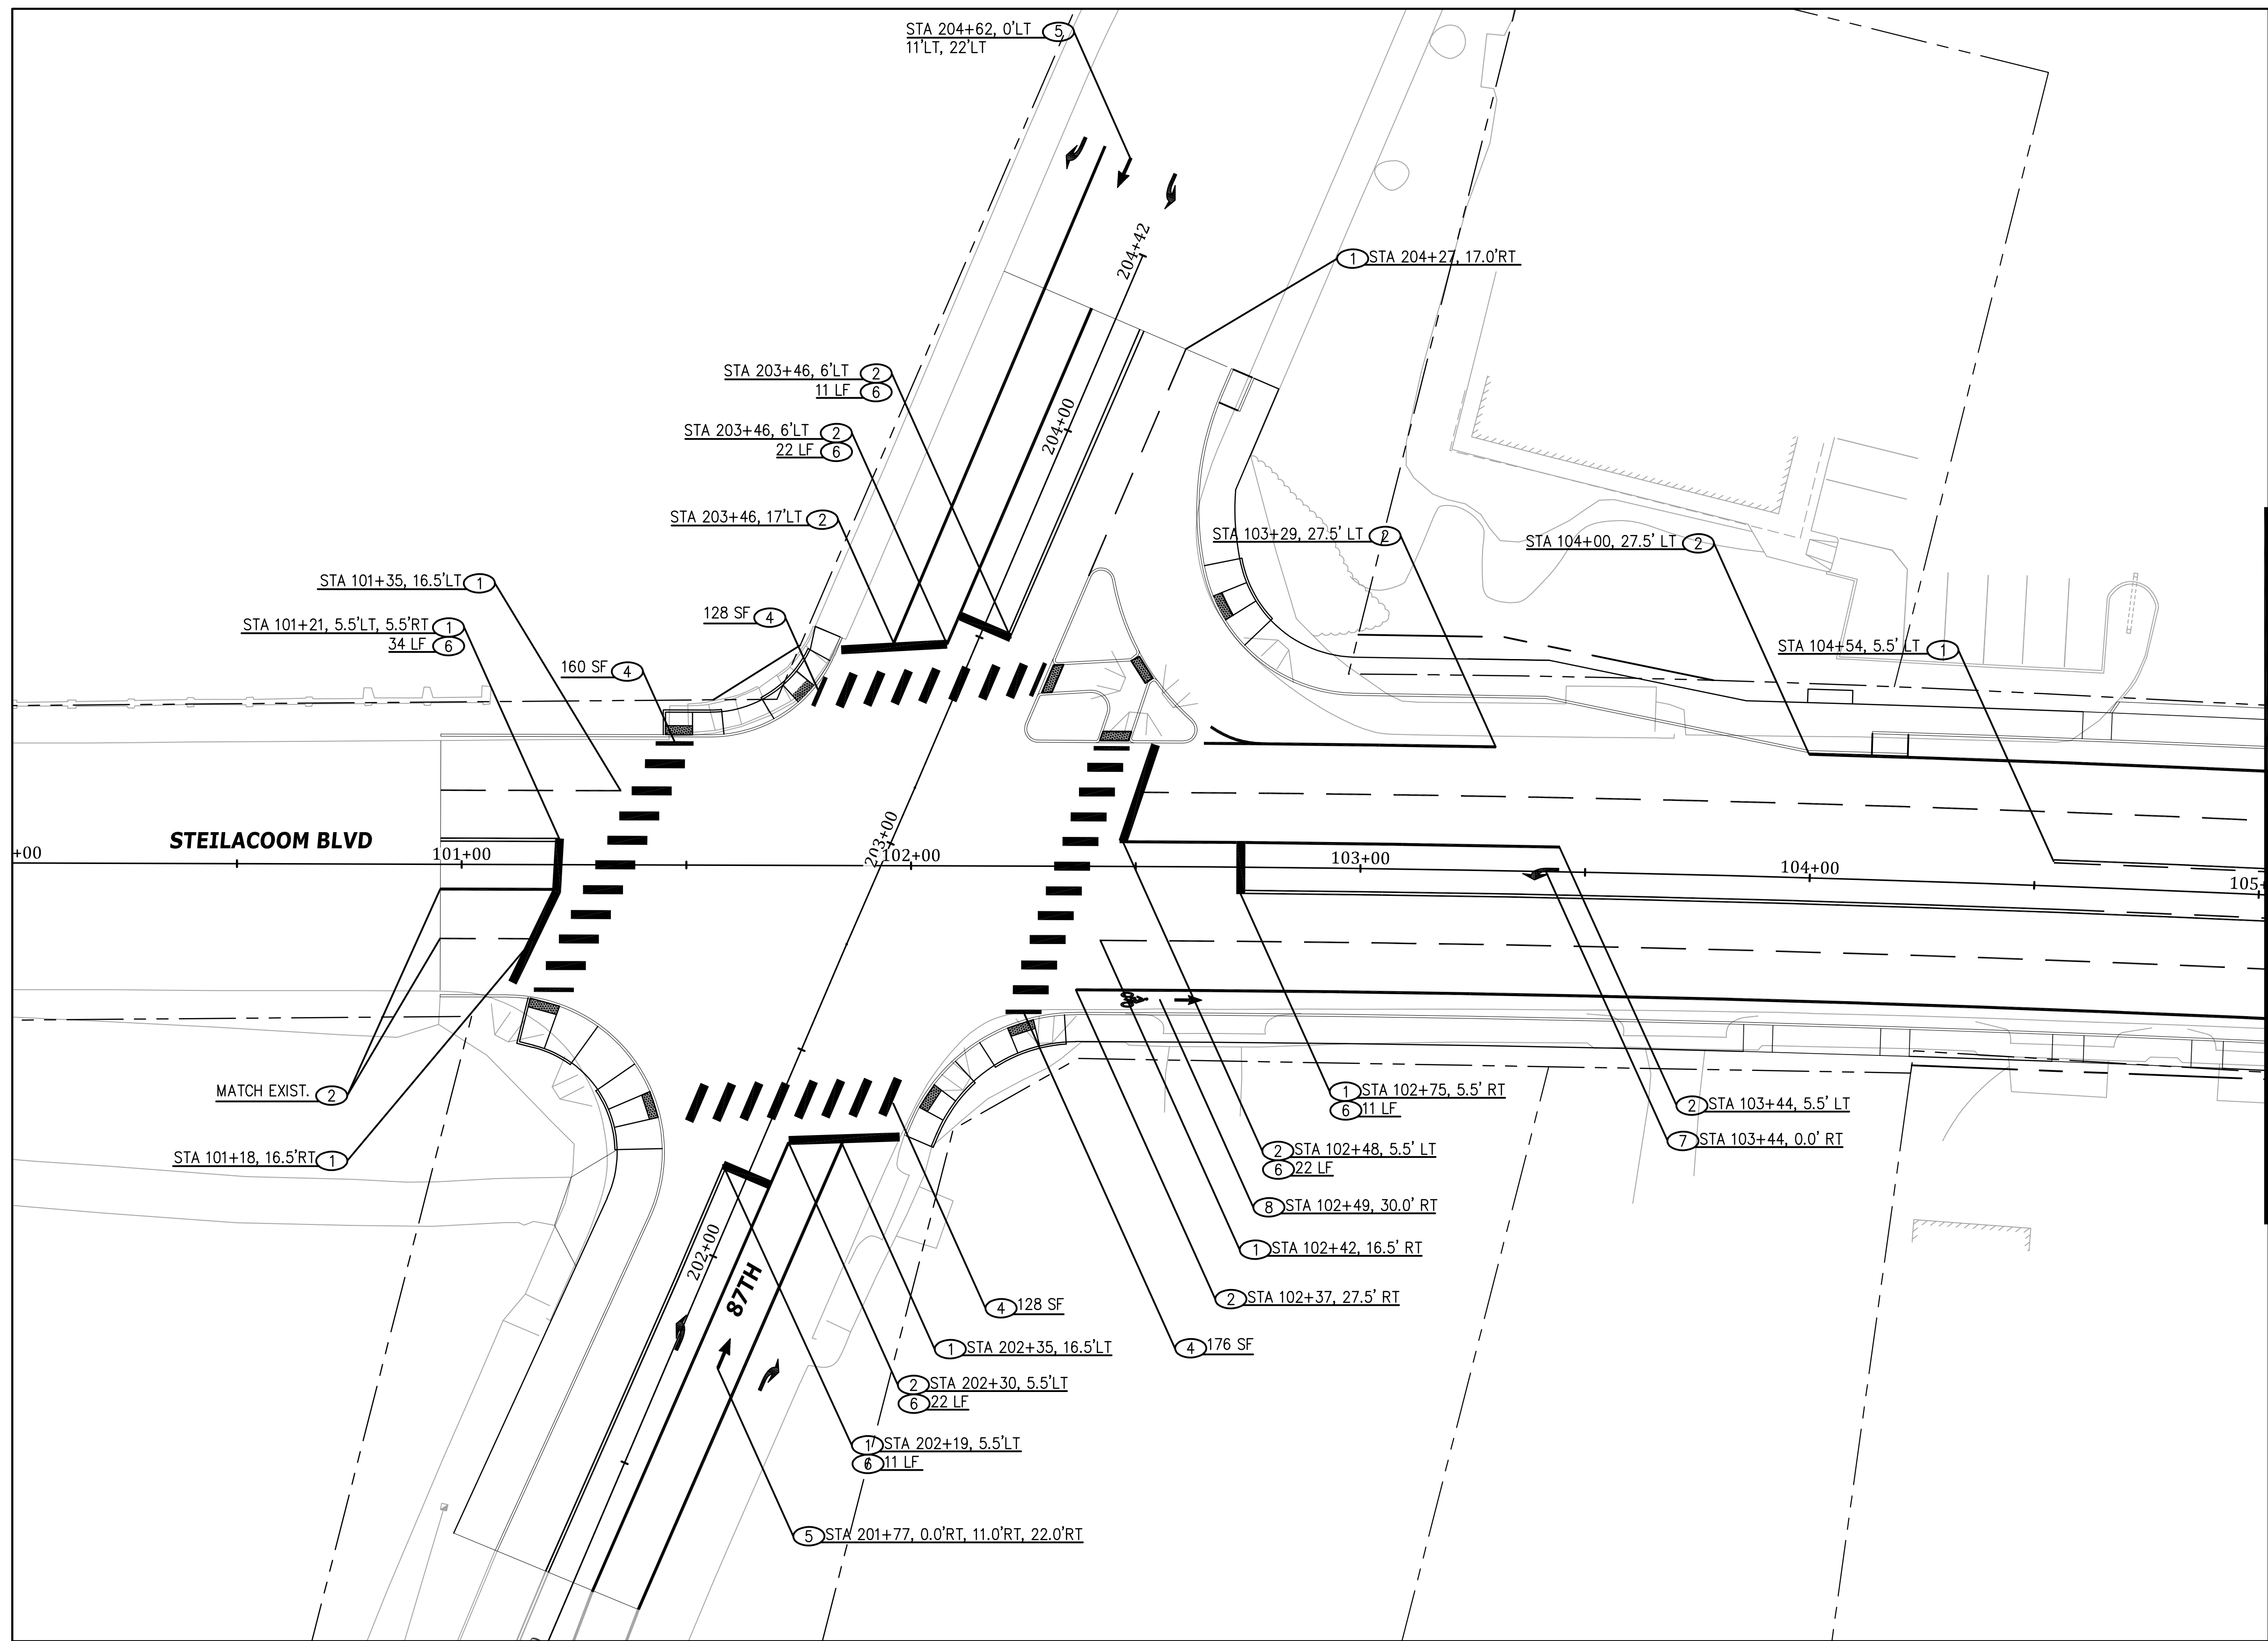 STA 204+62, 0'LT 5
11'LT, 22'LT
204+42
1 STA 204+27, 17.0'RT
STA 203+46, 6'LT 2
11 LF 6
204+00
STA 203+46, 6'LT 2
22 LF 6
STA 203+46, 17'LT 2
STA 103+29, 27.5' LT 2
STA 104+00, 27.5' LT 2
STA 101+35, 16.5'LT 1
STA 101+21, 5.5'LT, 5.5'RT 1
34 LF 6
128 SF 4
160 SF 4
STA 104+54, 5.5' LT 1
STEILACOOM BLVD
+00
101+00
203+00
102+00
103+00
104+00
105+
MATCH EXIST. 2
STA 101+18, 16.5'RT 1
1 STA 102+75, 5.5' RT
6 11 LF
2 STA 103+44, 5.5' LT
7 STA 103+44, 0.0' RT
2 STA 102+48, 5.5' LT
6 22 LF
8 STA 102+49, 30.0' RT
1 STA 102+42, 16.5' RT
2 STA 102+37, 27.5' RT
202+00
87TH
4 128 SF
4 176 SF
1 STA 202+35, 16.5'LT
2 STA 202+30, 5.5'LT
6 22 LF
1 STA 202+19, 5.5'LT
6 11 LF
5 STA 201+77, 0.0'RT, 11.0'RT, 22.0'RT